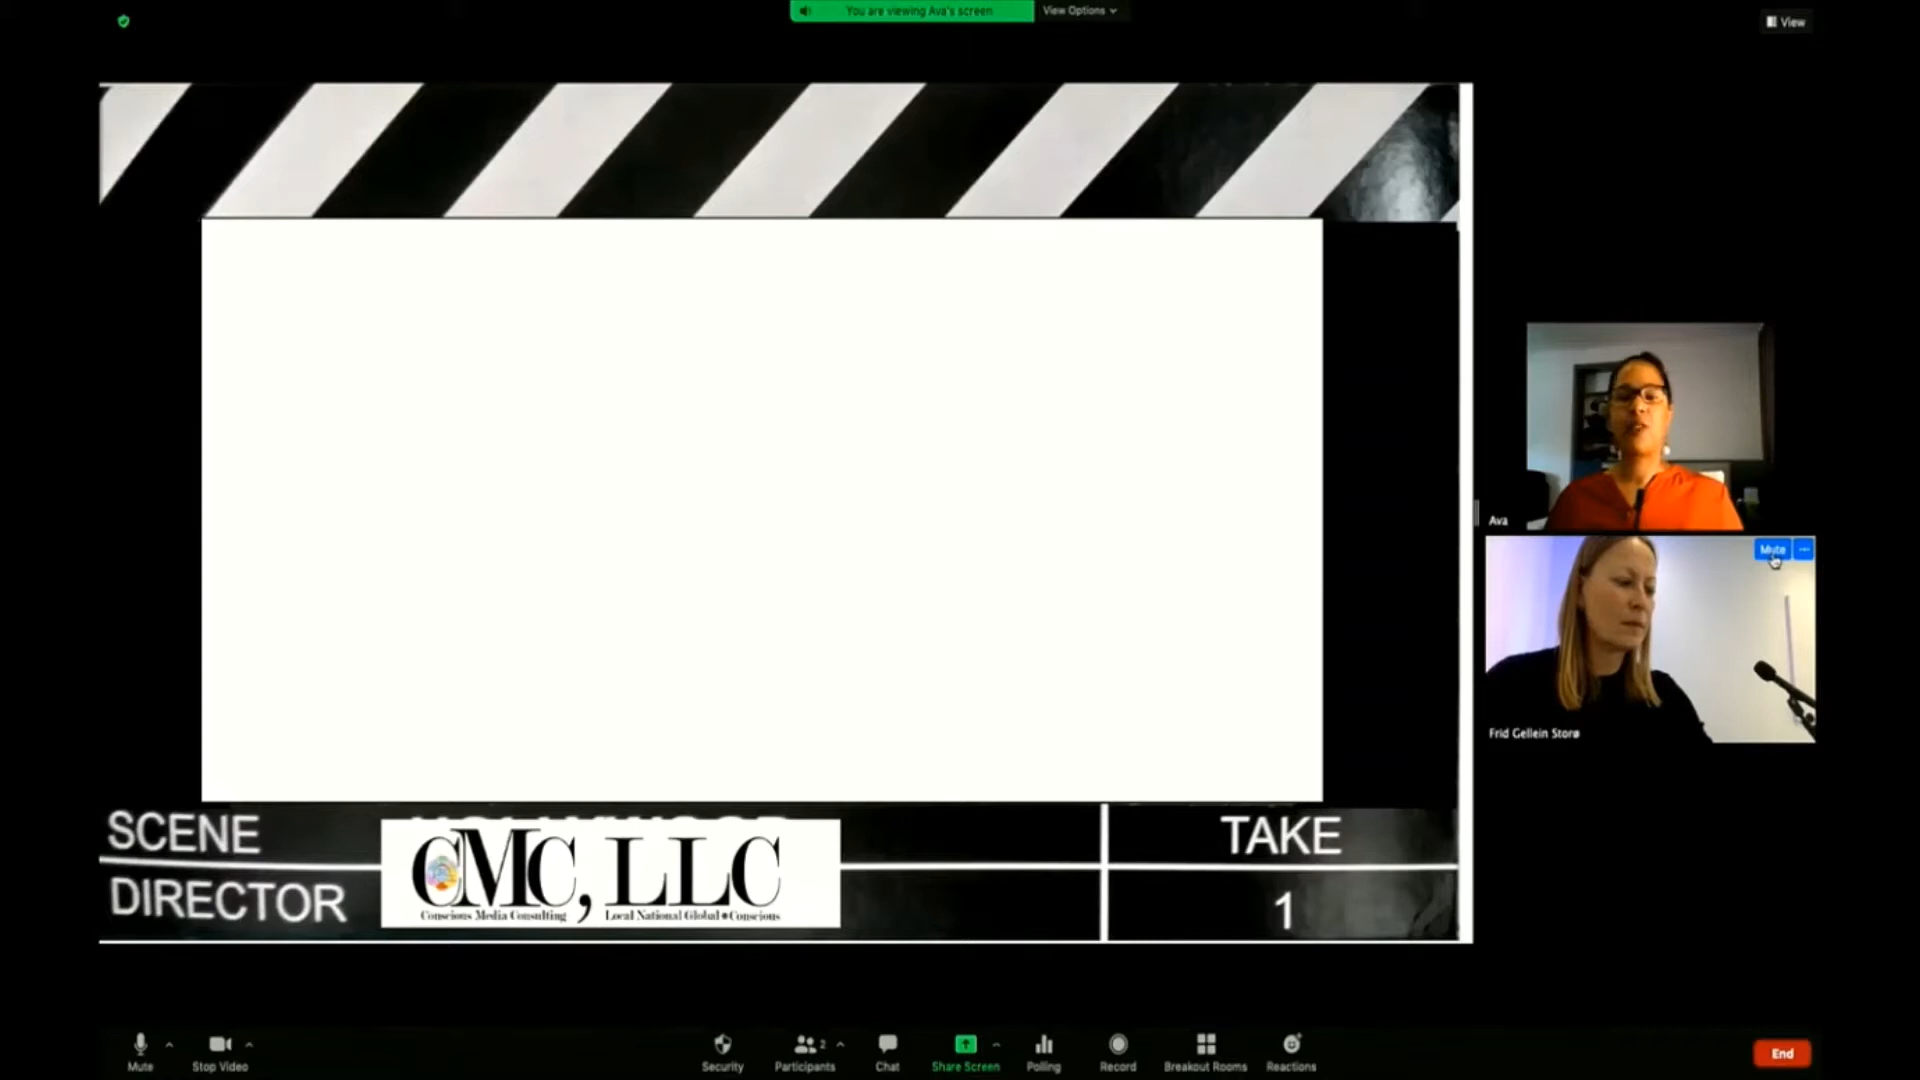 You are viewing Ava's screen
View Options
View
Ava
Mute
Frid Gellein Storø
SCENE
TAKE
CMC, LLC
Conscious Media Consulting
Local National Global • Conscious
DIRECTOR
1
Mute
Stop Video
Security
Participants
2
Chat
Share Screen
Polling
Record
Breakout Rooms
Reactions
End